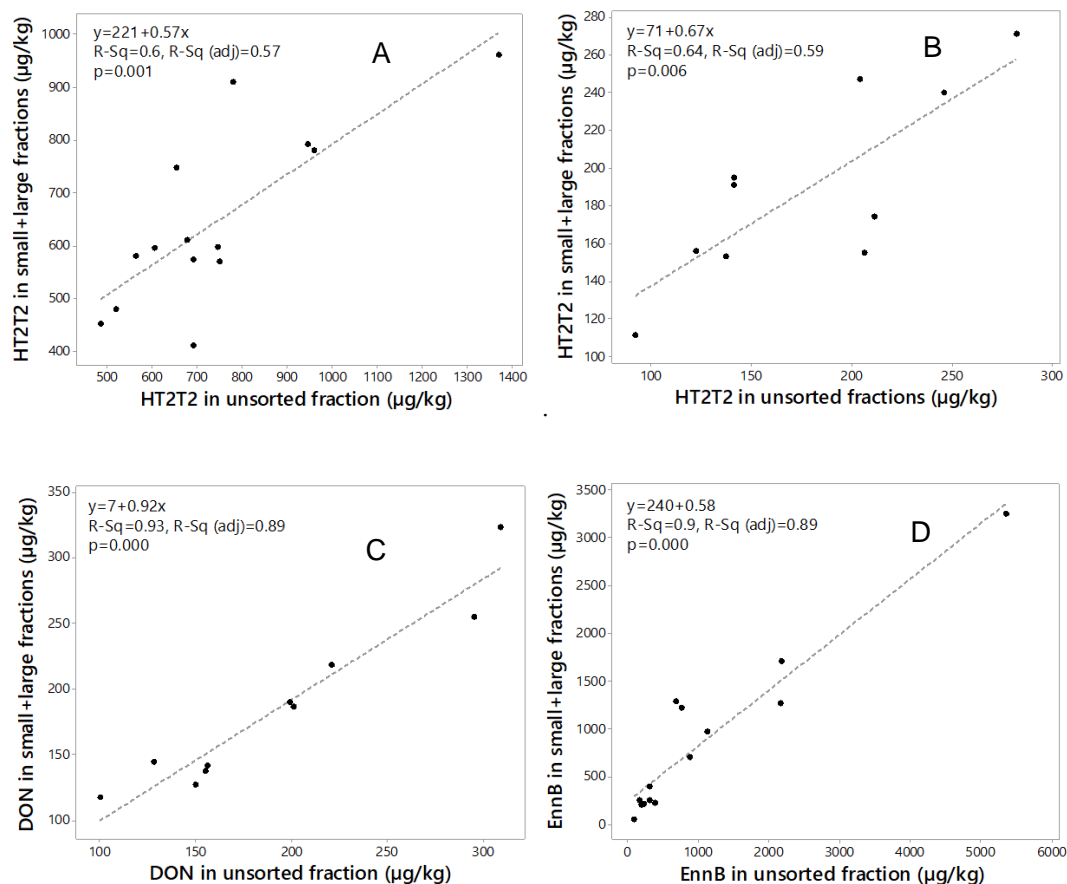 y=221+0.57x
R-Sq=0.6, R-Sq (adj)=0.57
p=0.001
A
HT2T2 in small+large fractions (µg/kg)
1000
900
800
700
600
500
400
500 600 700 800 900 1000 1100 1200 1300 1400
HT2T2 in unsorted fraction (µg/kg)
y=71+0.67x
R-Sq=0.64, R-Sq (adj)=0.59
p=0.006
B
HT2T2 in small+large fractions (µg/kg)
280
260
240
220
200
180
160
140
120
100
100 200 300
HT2T2 in unsorted fractions (µg/kg)
y=7+0.92x
R-Sq=0.93, R-Sq (adj)=0.89
p=0.000
C
DON in small+large fractions (µg/kg)
350
300
250
200
150
100
100 150 200 250 300
DON in unsorted fraction (µg/kg)
y=240+0.58
R-Sq=0.9, R-Sq (adj)=0.89
p=0.000
D
EnnB in small+large fractions (µg/kg)
3500
3000
2500
2000
1500
1000
500
0
0 1000 2000 3000 4000 5000 6000
EnnB in unsorted fraction (µg/kg)